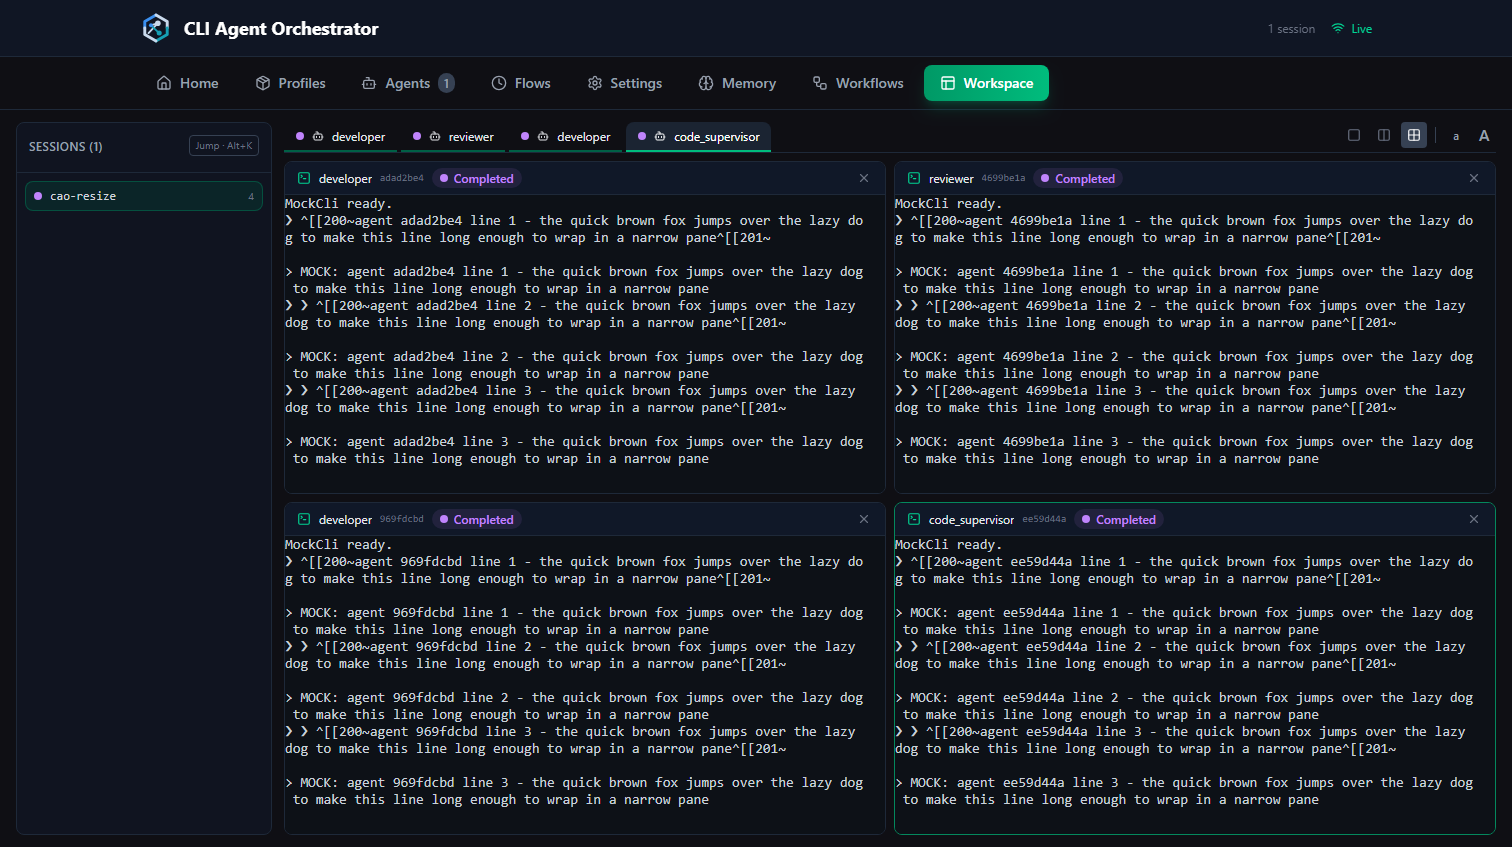 CLI Agent Orchestrator
1 session
Live
Home
Profiles
Agents 1
Flows
Settings
Memory
Workflows
Workspace
SESSIONS (1)
Jump · Alt+K
cao-resize 4
developer
reviewer
developer
code_supervisor
a
A
developer adad2be4 Completed
MockCli ready.
❯ ^[[200~agent adad2be4 line 1 - the quick brown fox jumps over the lazy do
g to make this line long enough to wrap in a narrow pane^[[201~
> MOCK: agent adad2be4 line 1 - the quick brown fox jumps over the lazy dog
to make this line long enough to wrap in a narrow pane
❯ ❯ ^[[200~agent adad2be4 line 2 - the quick brown fox jumps over the lazy
dog to make this line long enough to wrap in a narrow pane^[[201~
> MOCK: agent adad2be4 line 2 - the quick brown fox jumps over the lazy dog
to make this line long enough to wrap in a narrow pane
❯ ❯ ^[[200~agent adad2be4 line 3 - the quick brown fox jumps over the lazy
dog to make this line long enough to wrap in a narrow pane^[[201~
> MOCK: agent adad2be4 line 3 - the quick brown fox jumps over the lazy dog
to make this line long enough to wrap in a narrow pane
reviewer 4699be1a Completed
MockCli ready.
❯ ^[[200~agent 4699be1a line 1 - the quick brown fox jumps over the lazy do
g to make this line long enough to wrap in a narrow pane^[[201~
> MOCK: agent 4699be1a line 1 - the quick brown fox jumps over the lazy dog
to make this line long enough to wrap in a narrow pane
❯ ❯ ^[[200~agent 4699be1a line 2 - the quick brown fox jumps over the lazy
dog to make this line long enough to wrap in a narrow pane^[[201~
> MOCK: agent 4699be1a line 2 - the quick brown fox jumps over the lazy dog
to make this line long enough to wrap in a narrow pane
❯ ❯ ^[[200~agent 4699be1a line 3 - the quick brown fox jumps over the lazy
dog to make this line long enough to wrap in a narrow pane^[[201~
> MOCK: agent 4699be1a line 3 - the quick brown fox jumps over the lazy dog
to make this line long enough to wrap in a narrow pane
developer 969fdcbd Completed
MockCli ready.
❯ ^[[200~agent 969fdcbd line 1 - the quick brown fox jumps over the lazy do
g to make this line long enough to wrap in a narrow pane^[[201~
> MOCK: agent 969fdcbd line 1 - the quick brown fox jumps over the lazy dog
to make this line long enough to wrap in a narrow pane
❯ ❯ ^[[200~agent 969fdcbd line 2 - the quick brown fox jumps over the lazy
dog to make this line long enough to wrap in a narrow pane^[[201~
> MOCK: agent 969fdcbd line 2 - the quick brown fox jumps over the lazy dog
to make this line long enough to wrap in a narrow pane
❯ ❯ ^[[200~agent 969fdcbd line 3 - the quick brown fox jumps over the lazy
dog to make this line long enough to wrap in a narrow pane^[[201~
> MOCK: agent 969fdcbd line 3 - the quick brown fox jumps over the lazy dog
to make this line long enough to wrap in a narrow pane
code_supervisor ee59d44a Completed
MockCli ready.
❯ ^[[200~agent ee59d44a line 1 - the quick brown fox jumps over the lazy do
g to make this line long enough to wrap in a narrow pane^[[201~
> MOCK: agent ee59d44a line 1 - the quick brown fox jumps over the lazy dog
to make this line long enough to wrap in a narrow pane
❯ ❯ ^[[200~agent ee59d44a line 2 - the quick brown fox jumps over the lazy
dog to make this line long enough to wrap in a narrow pane^[[201~
> MOCK: agent ee59d44a line 2 - the quick brown fox jumps over the lazy dog
to make this line long enough to wrap in a narrow pane
❯ ❯ ^[[200~agent ee59d44a line 3 - the quick brown fox jumps over the lazy
dog to make this line long enough to wrap in a narrow pane^[[201~
> MOCK: agent ee59d44a line 3 - the quick brown fox jumps over the lazy dog
to make this line long enough to wrap in a narrow pane